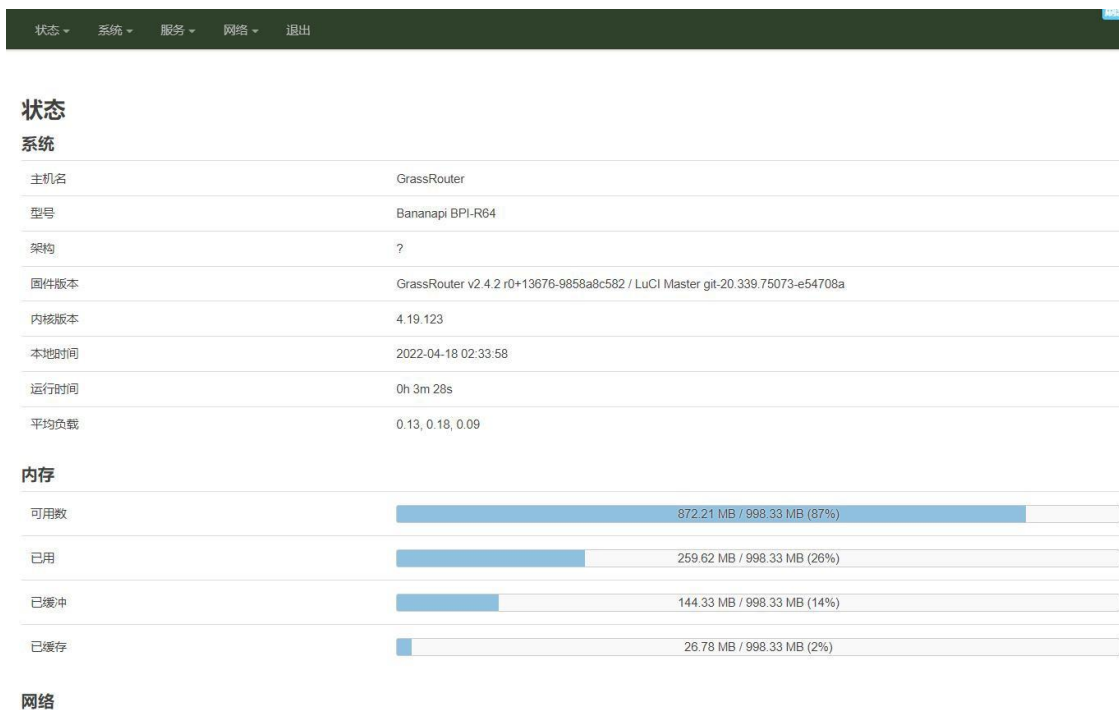 状态 系统 服务 网络 退出
状态
系统
主机名 GrassRouter
型号 Bananapi BPI-R64
架构 ?
固件版本 GrassRouter v2.4.2 r0+13676-9858a8c582 / LuCI Master git-20.339.75073-e54708a
内核版本 4.19.123
本地时间 2022-04-18 02:33:58
运行时间 0h 3m 28s
平均负载 0.13, 0.18, 0.09
内存
可用数 872.21 MB / 998.33 MB (87%)
已用 259.62 MB / 998.33 MB (26%)
已缓冲 144.33 MB / 998.33 MB (14%)
已缓存 26.78 MB / 998.33 MB (2%)
网络